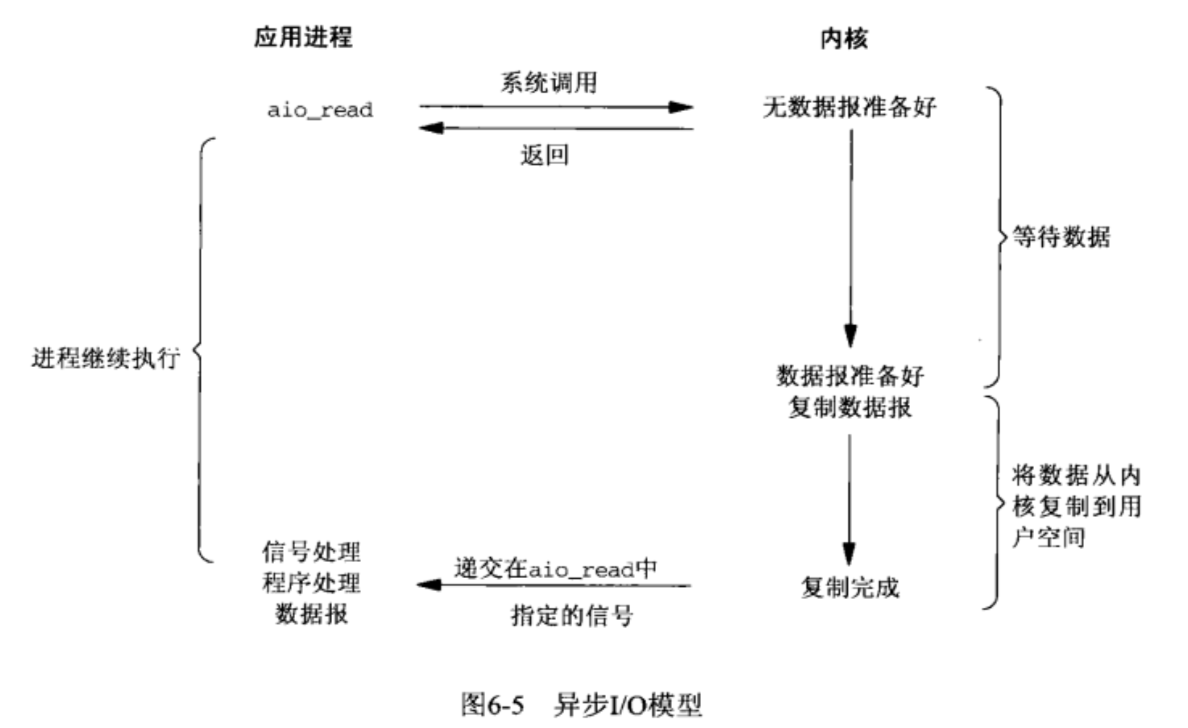 应用进程
内核
系统调用
aio_read
无数据报准备好
返回
等待数据
进程继续执行
数据报准备好
复制数据报
将数据从内
核复制到用
户空间
信号处理
程序处理
数据报
递交在aio_read中
指定的信号
复制完成
图6-5 异步I/O模型